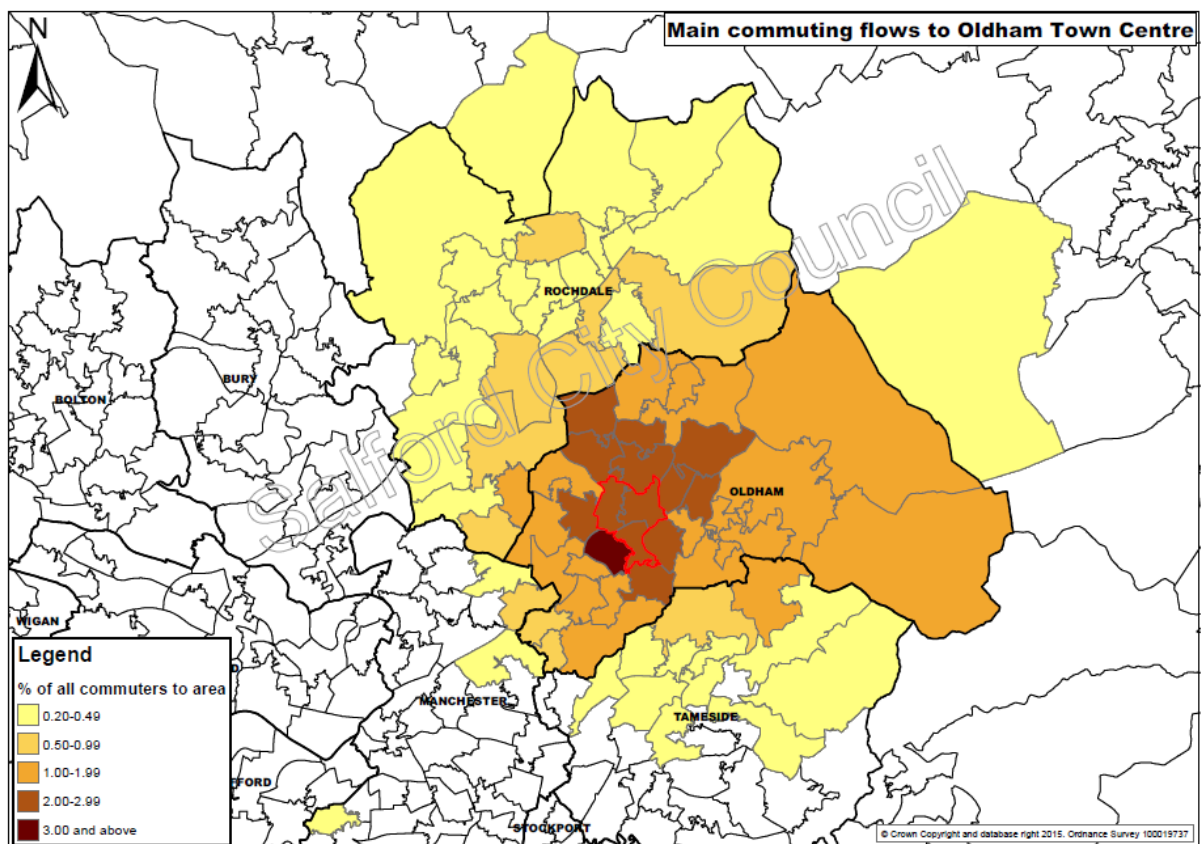 Main commuting flows to Oldham Town Centre
N
Salford City Council
ROCHDALE
BURY
BOLTON
OLDHAM
WIGAN
MANCHESTER
TAMESIDE
FFORD
STOCKPORT
Legend
% of all commuters to area
0.20-0.49
0.50-0.99
1.00-1.99
2.00-2.99
3.00 and above
© Crown Copyright and database right 2015. Ordnance Survey 100019737